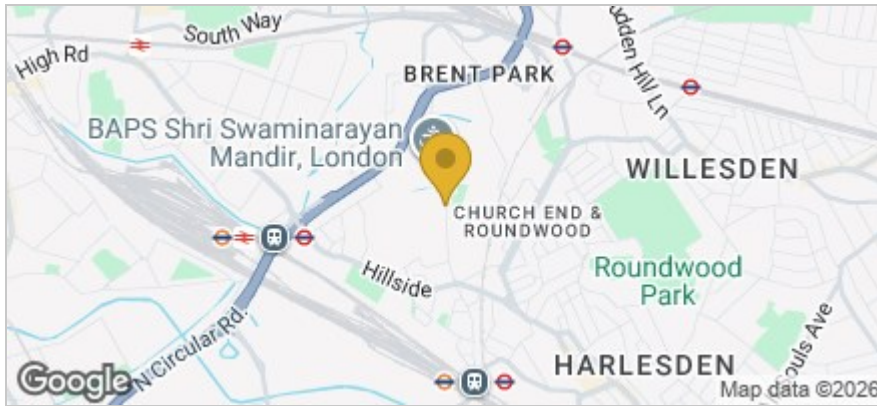 South Way
High Rd
BRENT PARK
BAPS Shri Swaminarayan
Mandir, London
WILLESDEN
CHURCH END &
ROUNDWOOD
Roundwood
Park
Hillside
N Circular Rd.
HARLESDEN
Google
Map data ©2026